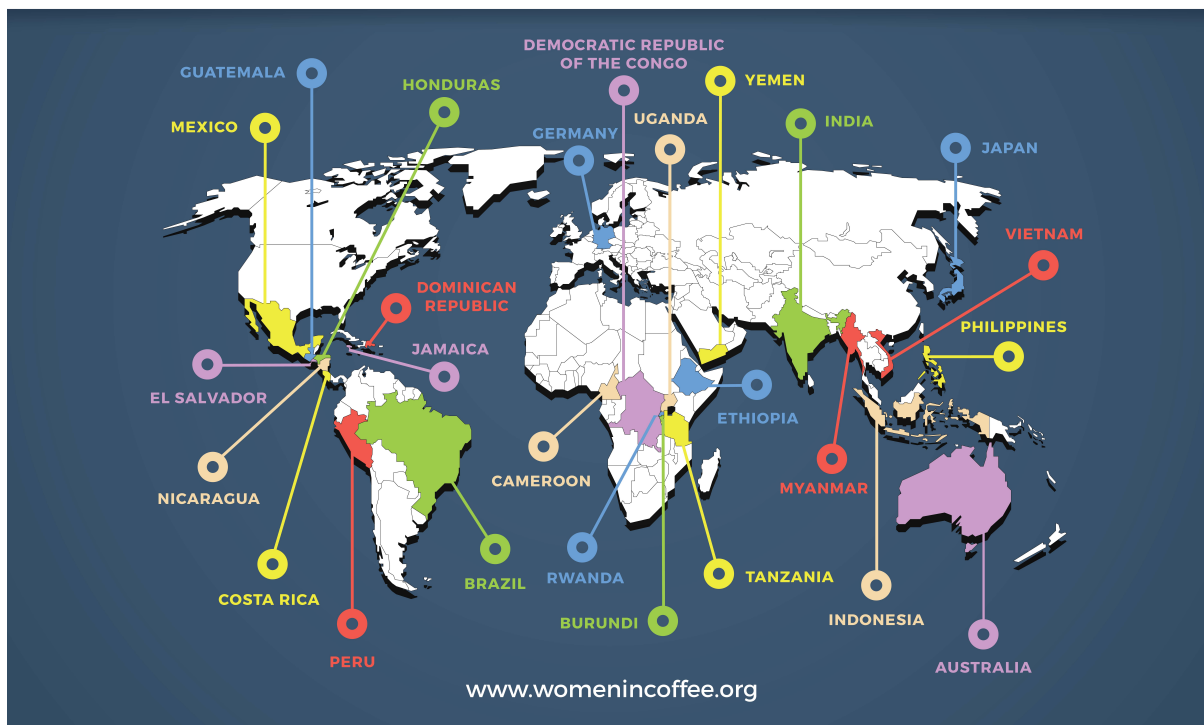 DEMOCRATIC REPUBLIC
OF THE CONGO
GUATEMALA
HONDURAS
YEMEN
MEXICO
GERMANY
UGANDA
INDIA
JAPAN
VIETNAM
DOMINICAN
REPUBLIC
PHILIPPINES
JAMAICA
EL SALVADOR
ETHIOPIA
NICARAGUA
CAMEROON
MYANMAR
COSTA RICA
BRAZIL
RWANDA
TANZANIA
BURUNDI
INDONESIA
PERU
AUSTRALIA
www.womenincoffee.org